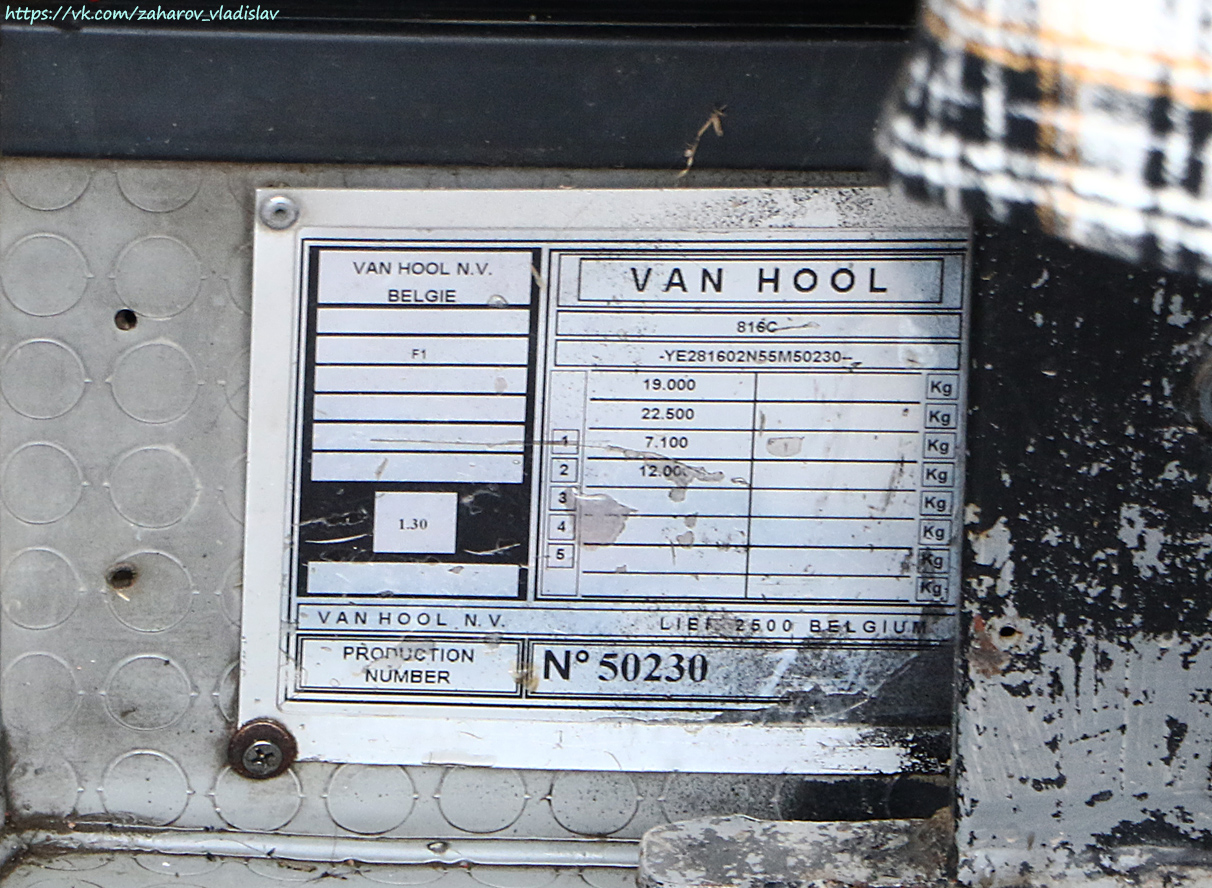 https://vk.com/zaharov_vladislav
VAN HOOL N.V.
BELGIE
F1
1.30
VAN HOOL
816C
-YE281602N55M50230-
19.000 Kg
22.500 Kg
1 7.100 Kg
2 Kg
3 Kg
4 Kg
5 Kg
Kg
VAN HOOL N.V. LIER 2500 BELGIUM
PRODUCTION
NUMBER
Nº 50230